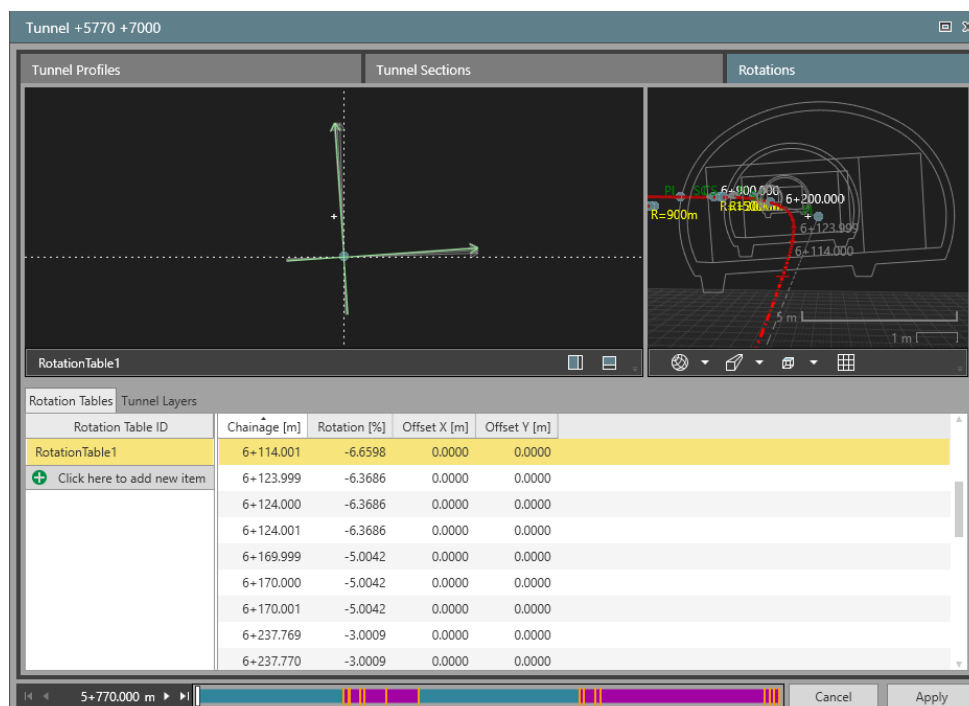 Tunnel +5770 +7000
Tunnel Profiles
Tunnel Sections
Rotations
PI
6+200.000
R=900m
6+123.999
6+114.000
5 m
1 m
RotationTable1
Rotation Tables Tunnel Layers
Rotation Table ID
RotationTable1
Click here to add new item
Chainage [m] Rotation [%] Offset X [m] Offset Y [m]
6+114.001 -6.6598 0.0000 0.0000
6+123.999 -6.3686 0.0000 0.0000
6+124.000 -6.3686 0.0000 0.0000
6+124.001 -6.3686 0.0000 0.0000
6+169.999 -5.0042 0.0000 0.0000
6+170.000 -5.0042 0.0000 0.0000
6+170.001 -5.0042 0.0000 0.0000
6+237.769 -3.0009 0.0000 0.0000
6+237.770 -3.0009 0.0000 0.0000
5+770.000 m
Cancel
Apply